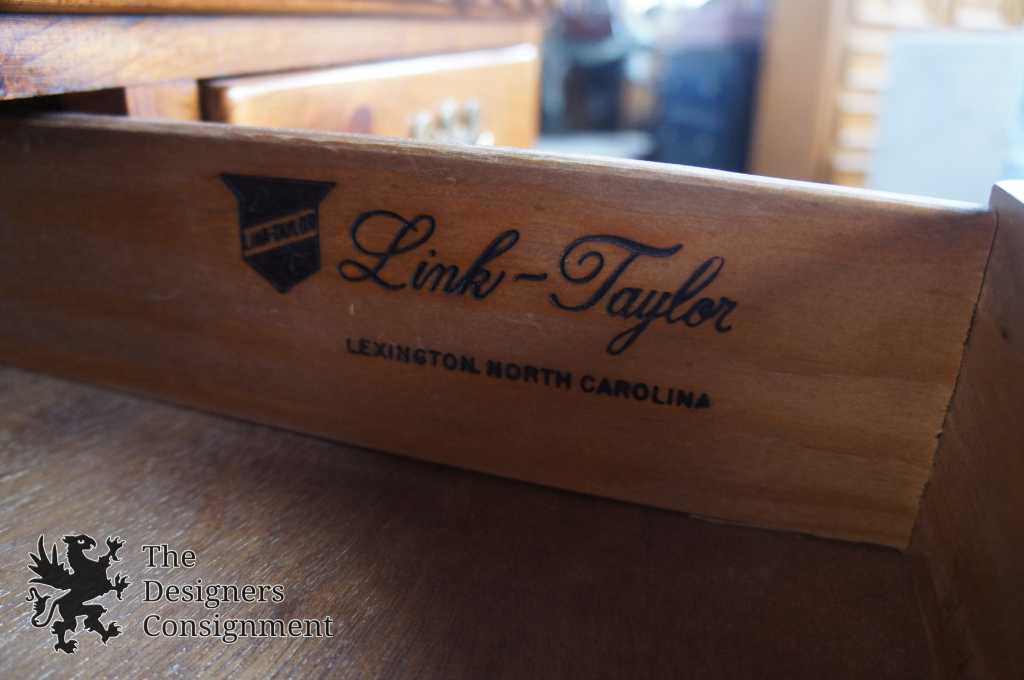 LINK-TAYLOR
Link-Taylor
LEXINGTON, NORTH CAROLINA
The
Designers
Consignment